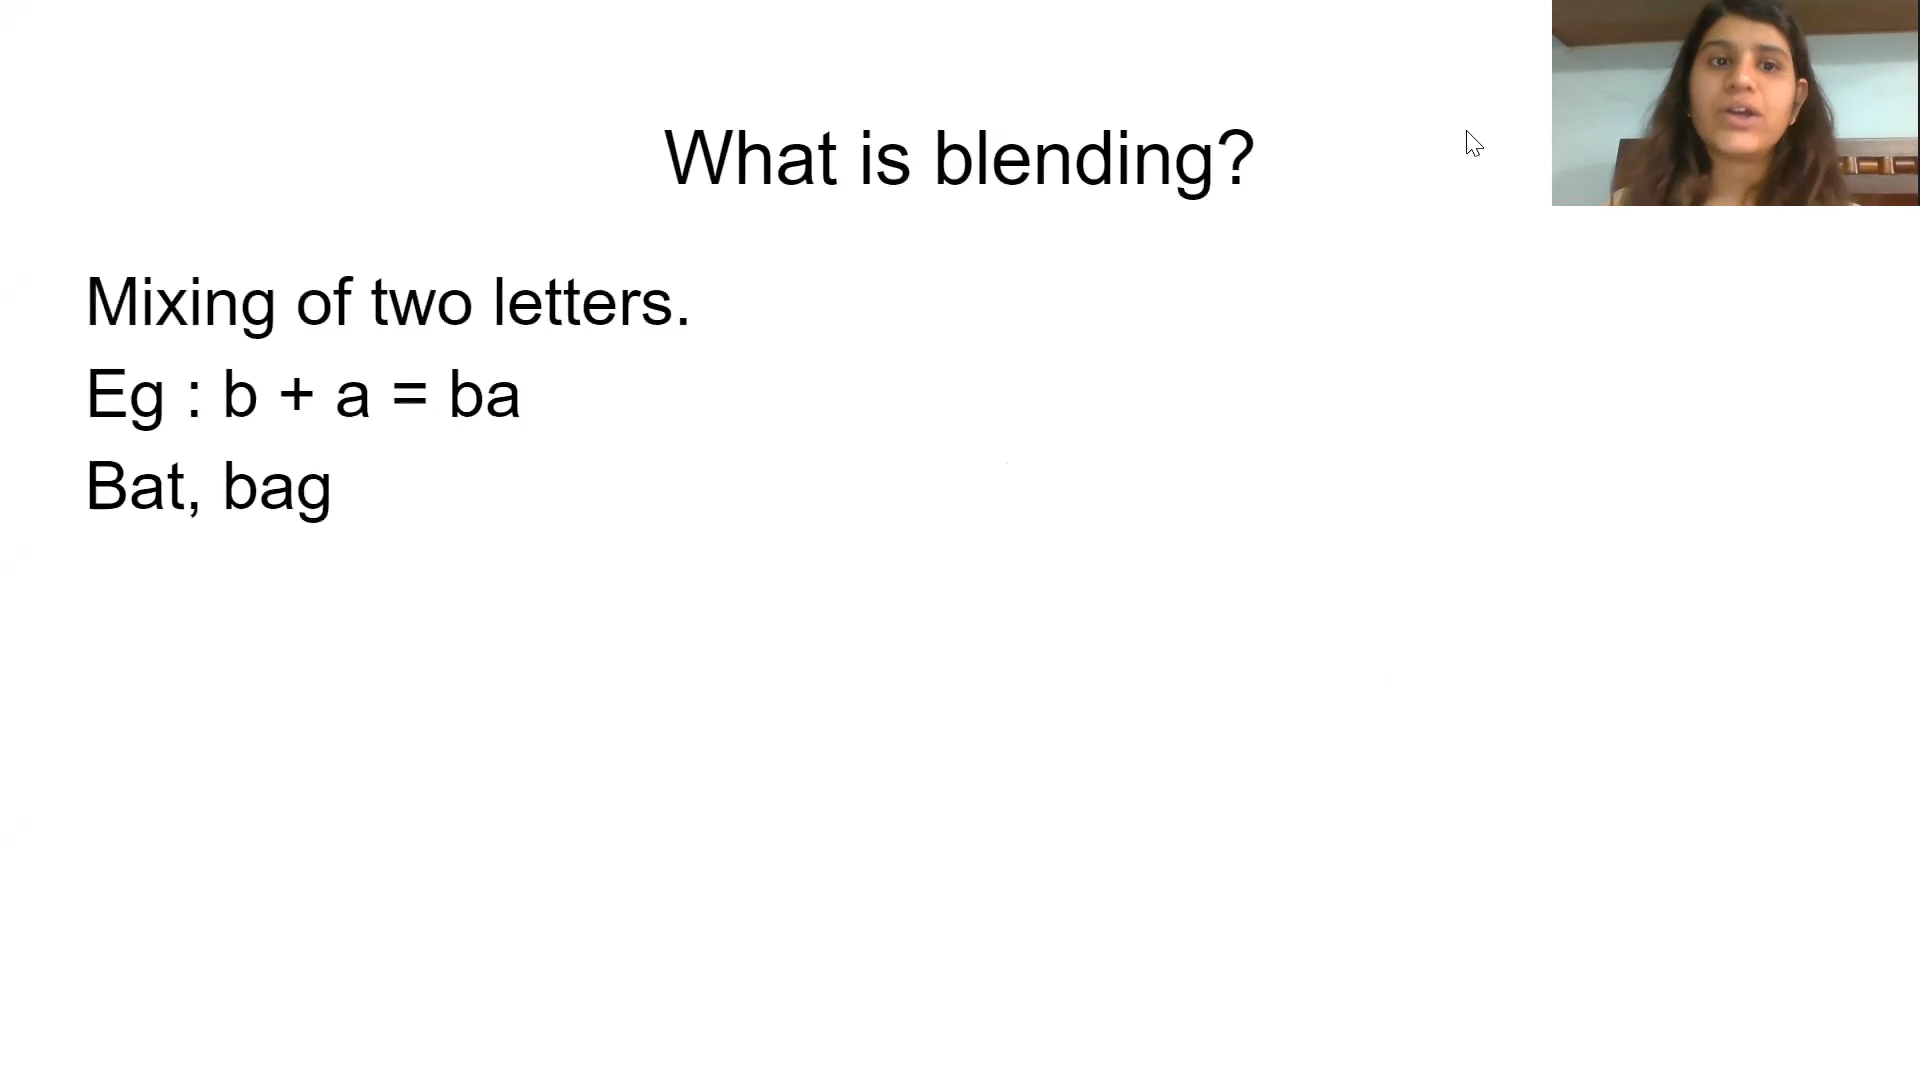 What is blending?
Mixing of two letters.
Eg : b + a = ba
Bat, bag